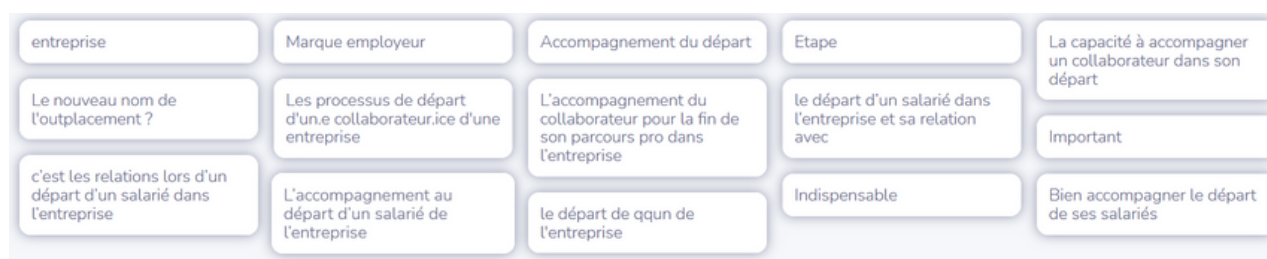 entreprise
Le nouveau nom de
l'outplacement ?
c'est les relations lors d'un
départ d'un salarié dans
l'entreprise
Marque employeur
Les processus de départ
d'un.e collaborateur.ice d'une
entreprise
L'accompagnement au
départ d'un salarié de
l'entreprise
Accompagnement du départ
L'accompagnement du
collaborateur pour la fin de
son parcours pro dans
l'entreprise
le départ de qqun de
l'entreprise
Etape
le départ d'un salarié dans
l'entreprise et sa relation
avec
Indispensable
La capacité à accompagner
un collaborateur dans son
départ
Important
Bien accompagner le départ
de ses salariés